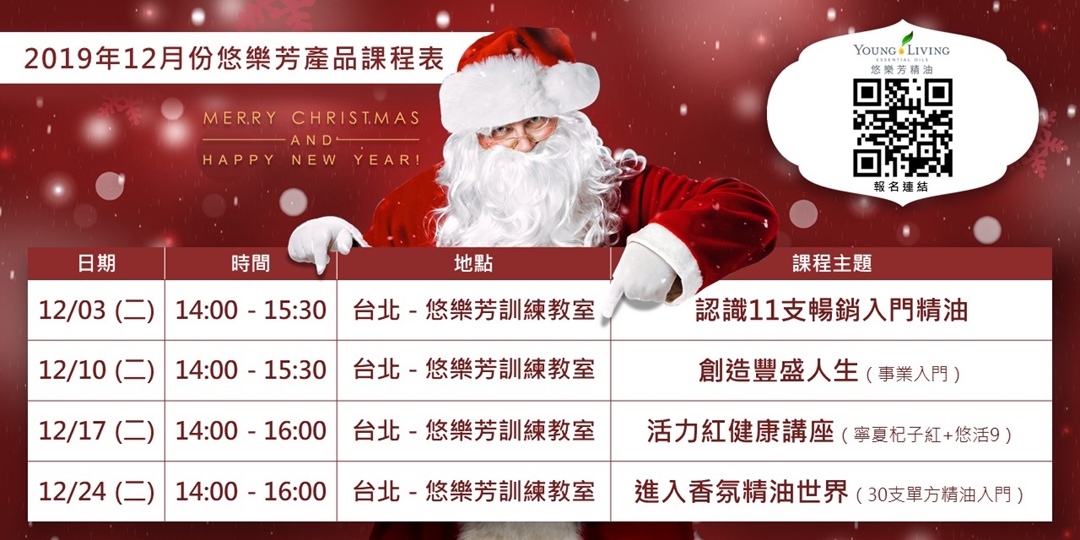 2019年12月份悠樂芳產品課程表
MERRY CHRISTMAS
AND
HAPPY NEW YEAR!
YOUNG LIVING
ESSENTIAL OILS
悠樂芳精油
報名連結
日期 時間 地點 課程主題
12/03 (二) 14:00 - 15:30 台北 - 悠樂芳訓練教室 認識11支暢銷入門精油
12/10 (二) 14:00 - 15:30 台北 - 悠樂芳訓練教室 創造豐盛人生 ( 事業入門 )
12/17 (二) 14:00 - 16:00 台北 - 悠樂芳訓練教室 活力紅健康講座 ( 寧夏杞子紅+悠活9 )
12/24 (二) 14:00 - 16:00 台北 - 悠樂芳訓練教室 進入香氛精油世界 ( 30支單方精油入門 )